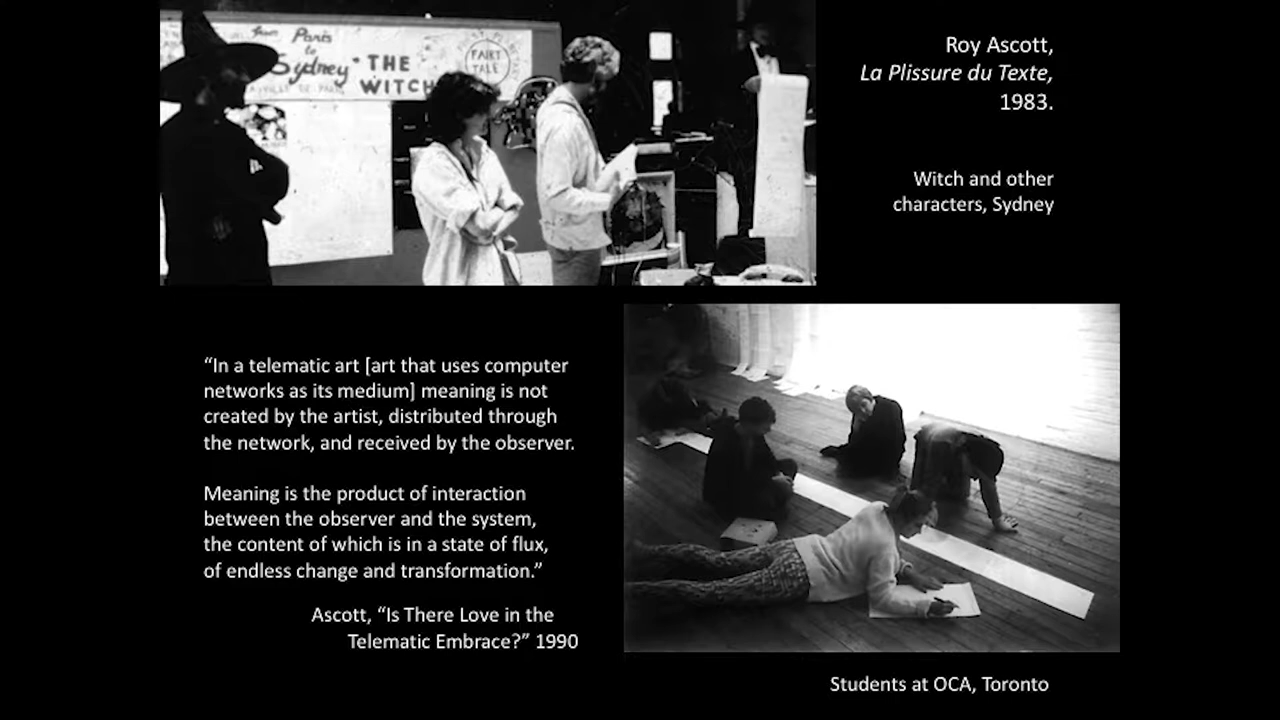 from Paris
to
Sydney
THE
WITCH
FAIRY
TALE
Roy Ascott,
La Plissure du Texte,
1983.
Witch and other
characters, Sydney
“In a telematic art [art that uses computer
networks as its medium] meaning is not
created by the artist, distributed through
the network, and received by the observer.
Meaning is the product of interaction
between the observer and the system,
the content of which is in a state of flux,
of endless change and transformation.”
Ascott, “Is There Love in the
Telematic Embrace?” 1990
Students at OCA, Toronto